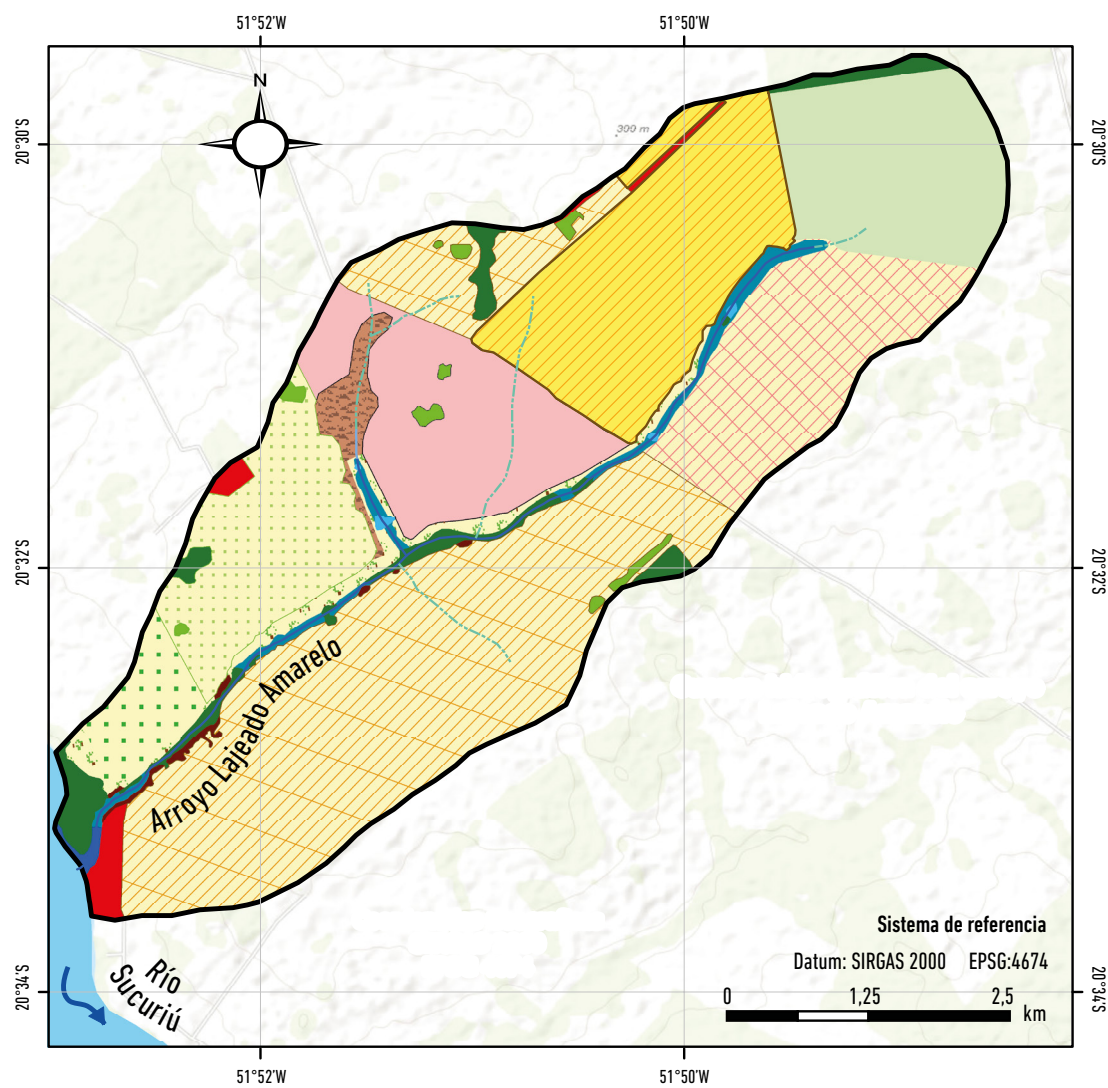 51°52'W
51°50'W
N
309 m
20°30'S
20°30'S
20°32'S
20°32'S
Arroyo Lajeado Amarelo
Sistema de referencia
Datum: SIRGAS 2000 EPSG:4674
Río
Sucuriú
20°34'S
20°34'S
0
1,25
2,5
km
51°52'W
51°50'W